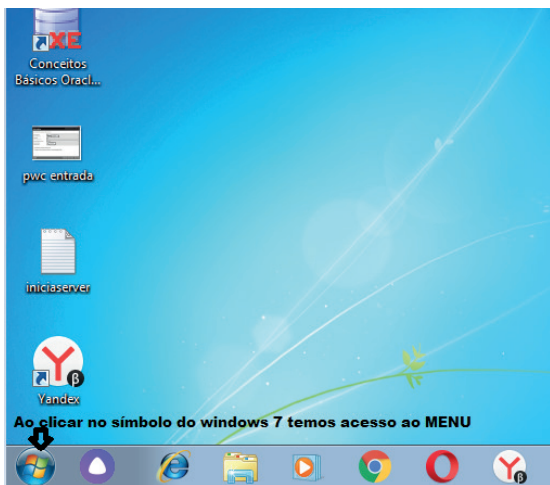 XE
Conceitos
Básicos Oracl...
pwc entrada
iniciaserver
Y β
Yandex
Ao clicar no símbolo do windows 7 temos acesso ao MENU
Y β